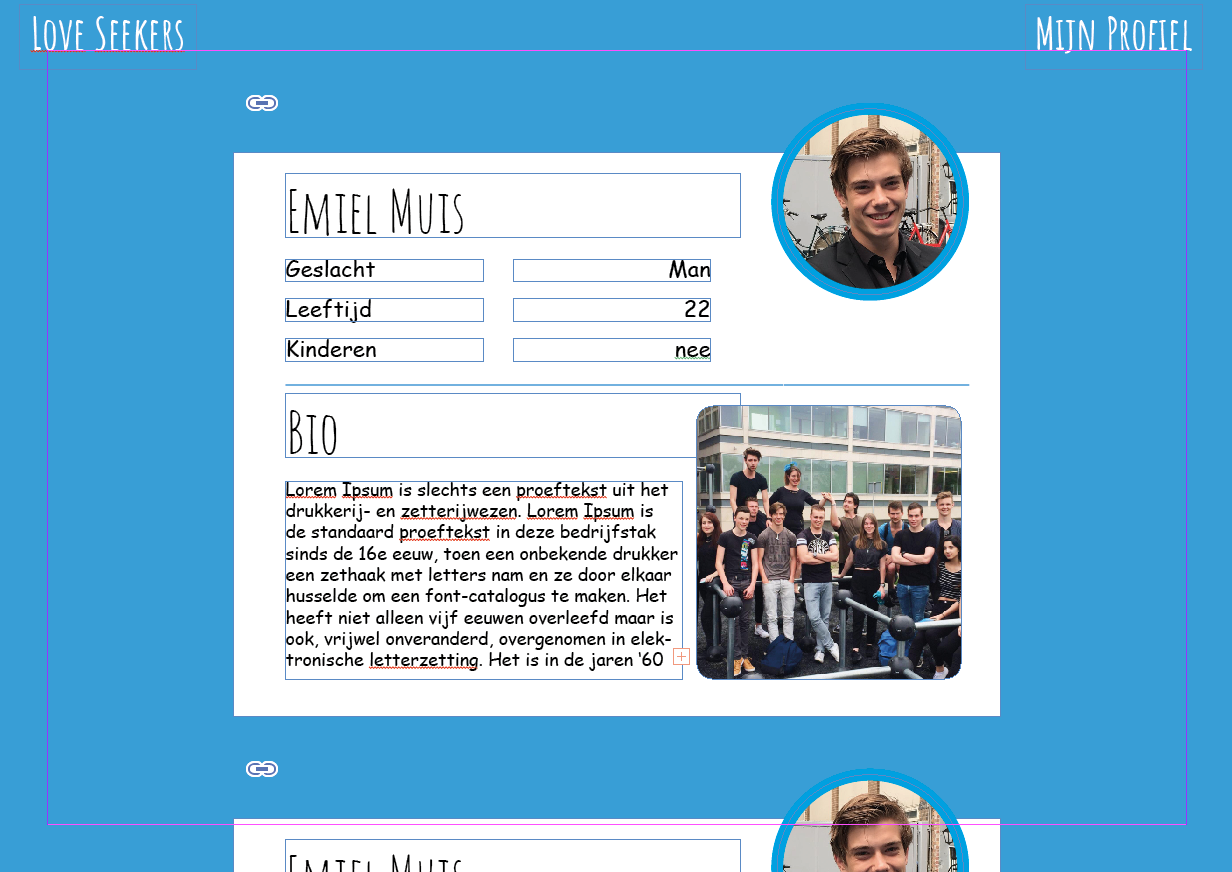 Love Seekers
Mijn Profiel
Emiel Muis
Geslacht Man
Leeftijd 22
Kinderen nee
Bio
Lorem Ipsum is slechts een proeftekst uit het
drukkerij- en zetterijwezen. Lorem Ipsum is
de standaard proeftekst in deze bedrijfstak
sinds de 16e eeuw, toen een onbekende drukker
een zethaak met letters nam en ze door elkaar
husselde om een font-catalogus te maken. Het
heeft niet alleen vijf eeuwen overleefd maar is
ook, vrijwel onveranderd, overgenomen in elek-
tronische letterzetting. Het is in de jaren '60
Emiel Muis